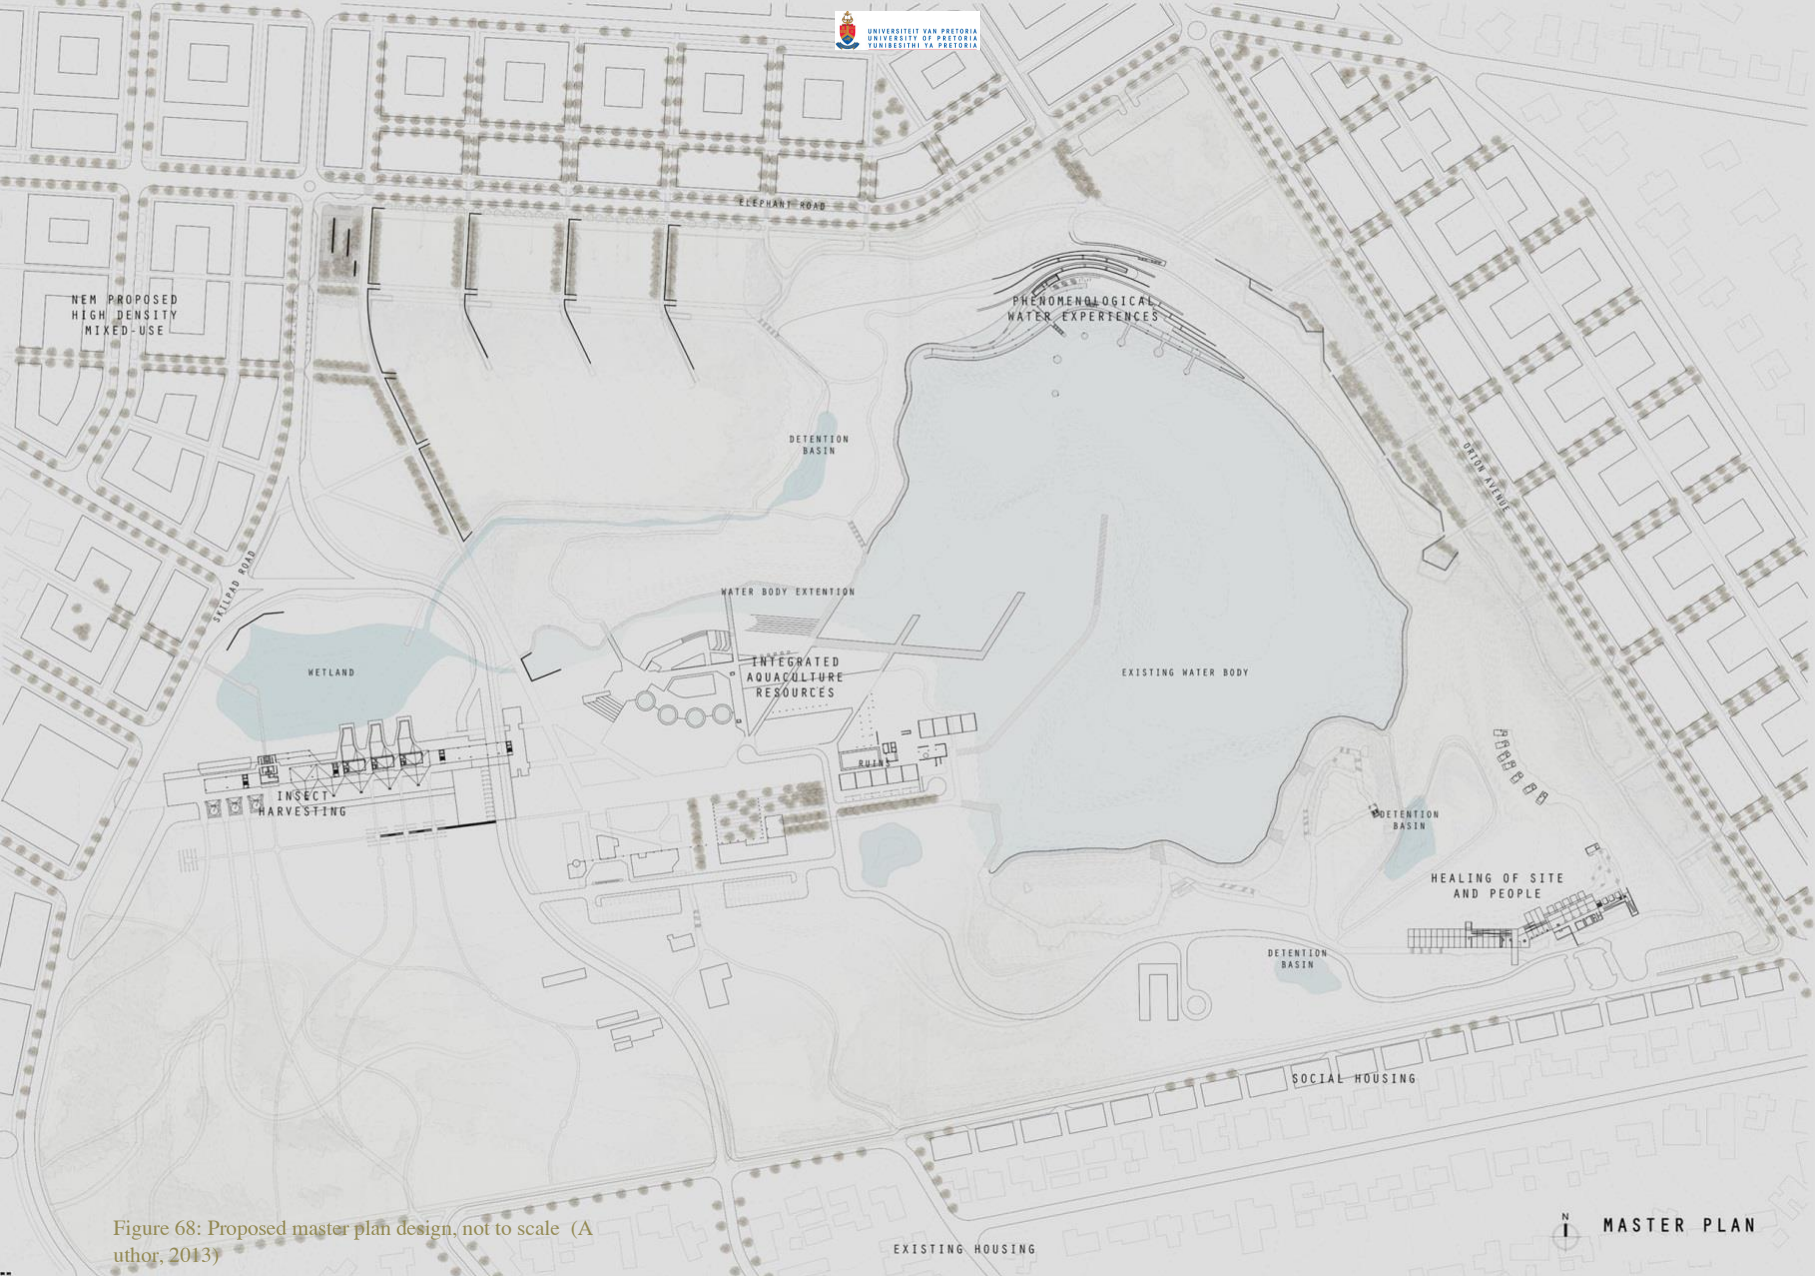 UNIVERSITEIT VAN PRETORIA
UNIVERSITY OF PRETORIA
YUNIBESITHI YA PRETORIA
ELEPHANT ROAD
NEM PROPOSED
HIGH DENSITY
MIXED-USE
PHENOMENOLOGICAL
WATER EXPERIENCES
DETENTION
BASIN
ORION AVENUE
SKILPAD ROAD
WATER BODY EXTENTION
WETLAND
INTEGRATED
AQUACULTURE
RESOURCES
EXISTING WATER BODY
RUINS
INSECT
HARVESTING
DETENTION
BASIN
HEALING OF SITE
AND PEOPLE
DETENTION
BASIN
SOCIAL HOUSING
EXISTING HOUSING
N
MASTER PLAN
Figure 68: Proposed master plan design, not to scale (A
uthor, 2013)